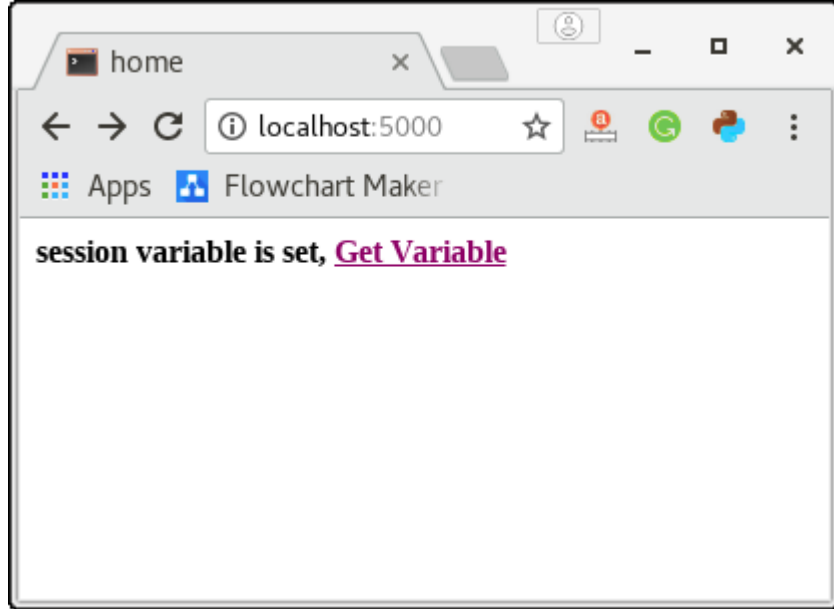 home
localhost:5000
Apps Flowchart Maker
session variable is set, Get Variable